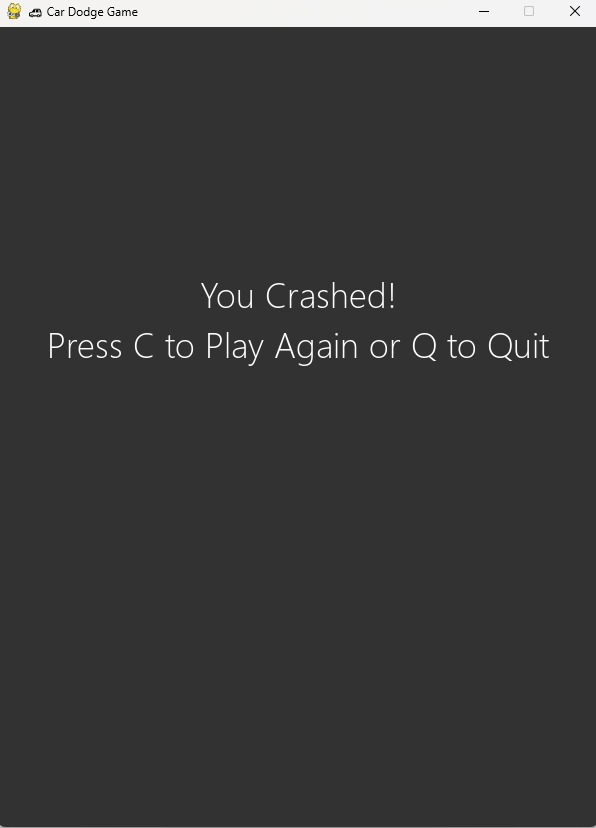 Car Dodge Game
You Crashed!
Press C to Play Again or Q to Quit